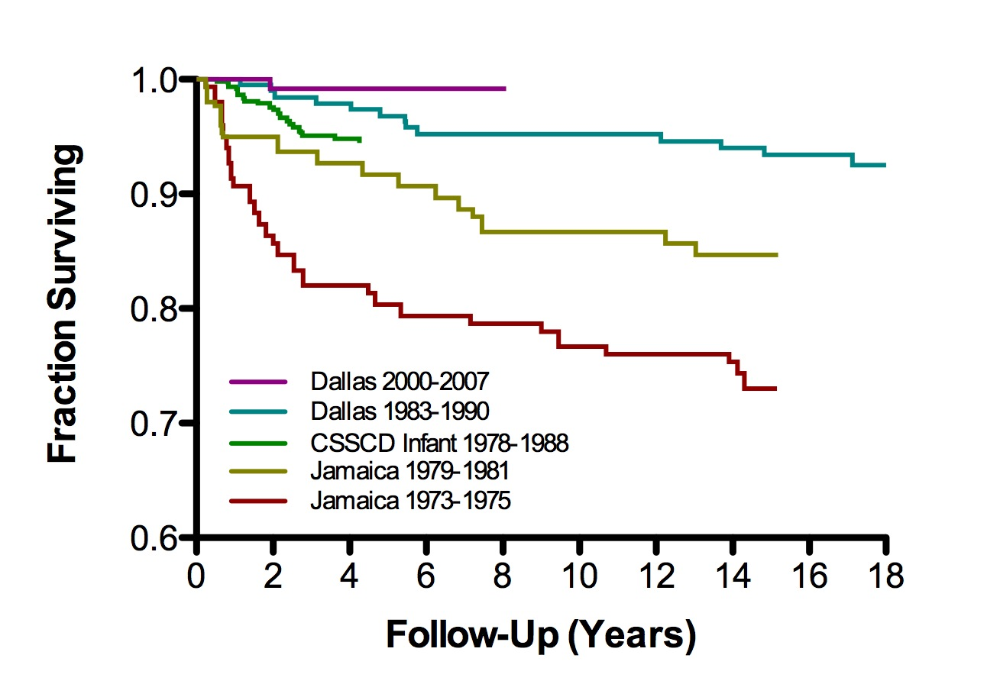 1.0
0.9
0.8
0.7
0.6
Fraction Surviving
Dallas 2000-2007
Dallas 1983-1990
CSSCD Infant 1978-1988
Jamaica 1979-1981
Jamaica 1973-1975
0 2 4 6 8 10 12 14 16 18
Follow-Up (Years)